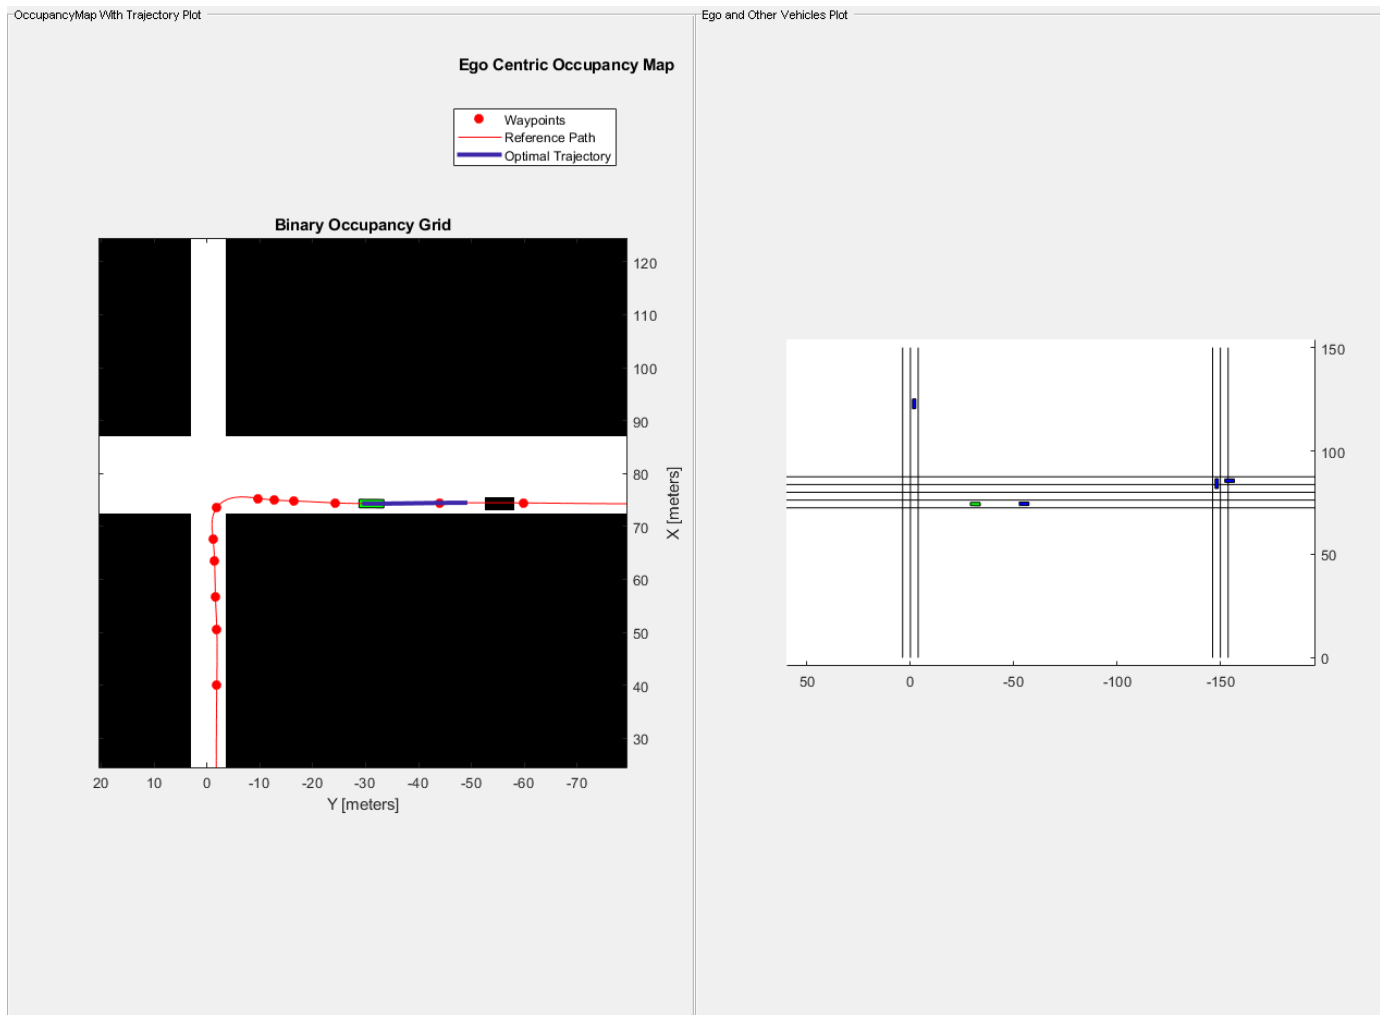 OccupancyMap With Trajectory Plot
Ego Centric Occupancy Map
Waypoints
Reference Path
Optimal Trajectory
Binary Occupancy Grid
120
110
100
90
80
70
60
50
40
30
X [meters]
20 10 0 -10 -20 -30 -40 -50 -60 -70
Y [meters]
Ego and Other Vehicles Plot
150
100
50
0
50 0 -50 -100 -150